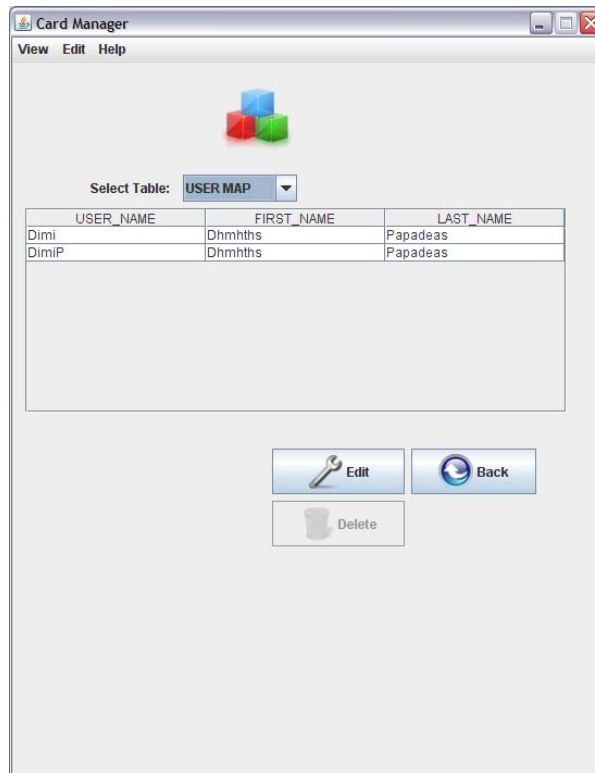 Card Manager
View Edit Help
Select Table: USER MAP
USER_NAME FIRST_NAME LAST_NAME
Dimi Dhmhths Papadeas
DimiP Dhmhths Papadeas
Edit Back
Delete